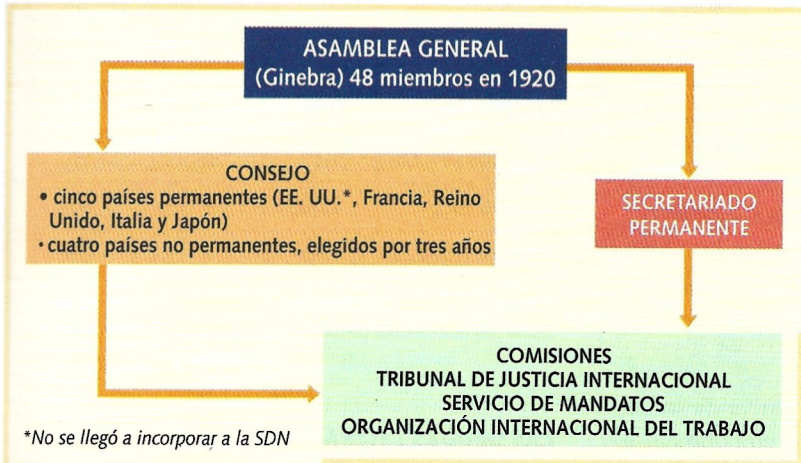 ASAMBLEA GENERAL
(Ginebra) 48 miembros en 1920
CONSEJO
• cinco países permanentes (EE. UU.*, Francia, Reino
Unido, Italia y Japón)
• cuatro países no permanentes, elegidos por tres años
SECRETARIADO
PERMANENTE
COMISIONES
TRIBUNAL DE JUSTICIA INTERNACIONAL
SERVICIO DE MANDATOS
ORGANIZACIÓN INTERNACIONAL DEL TRABAJO
*No se llegó a incorporar a la SDN